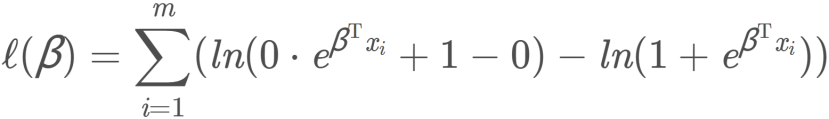 ℓ(β) = ∑_{i=1}^{m} (ln(0 · e^{β^T x_i} + 1 − 0) − ln(1 + e^{β^T x_i}))